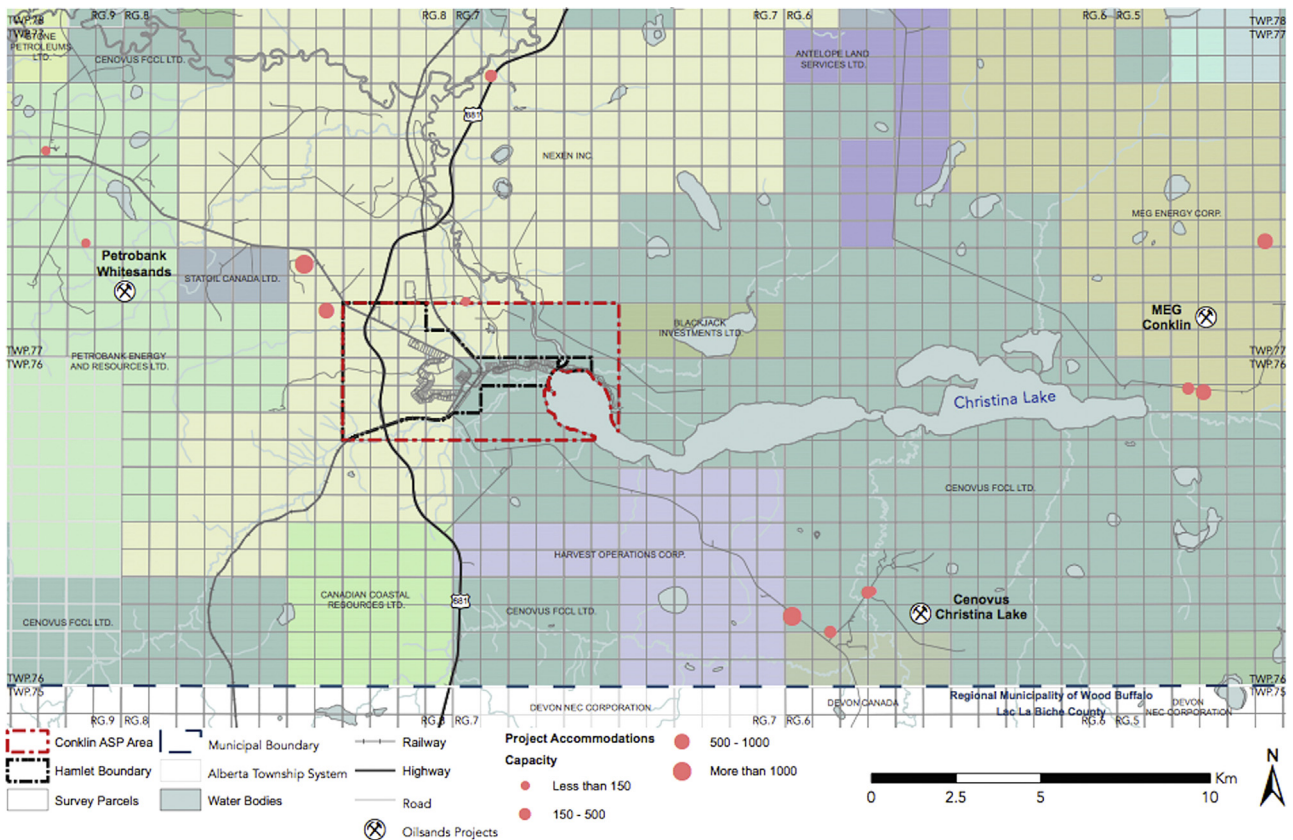 RG.9 RG.8
RG.8 RG.7
RG.7 RG.6
RG.6 RG.5
TWP.78
TWP.77
TWP.78
TWP.77
STONE
PETROLEUMS
LTD.
CENOVUS FCCL LTD.
ANTELOPE LAND
SERVICES LTD.
881
NEXEN INC.
MEG ENERGY CORP.
Petrobank
Whitesands
STATOIL CANADA LTD.
MEG
Conklin
BLACKJACK
INVESTMENTS LTD
TWP.77
TWP.76
PETROBANK ENERGY
AND RESOURCES LTD.
TWP.77
TWP.76
Christina Lake
CENOVUS FCCL LTD.
HARVEST OPERATIONS CORP.
CANADIAN COASTAL
RESOURCES LTD.
881
CENOVUS FCCL LTD.
Cenovus
Christina Lake
CENOVUS FCCL LTD.
TWP.76
TWP.75
TWP.76
TWP.75
Regional Municipality of Wood Buffalo
Lac La Biche County
DEVON NEC CORPORATION
DEVON CANADA
DEVON
NEC CORPORATION
RG.9 RG.8
RG.8 RG.7
RG.7 RG.6
RG.6 RG.5
Conklin ASP Area
Hamlet Boundary
Survey Parcels
Municipal Boundary
Alberta Township System
Water Bodies
Railway
Highway
Road
Oilsands Projects
Project Accommodations
Capacity
Less than 150
150 - 500
500 - 1000
More than 1000
Km
0 2.5 5 10
N